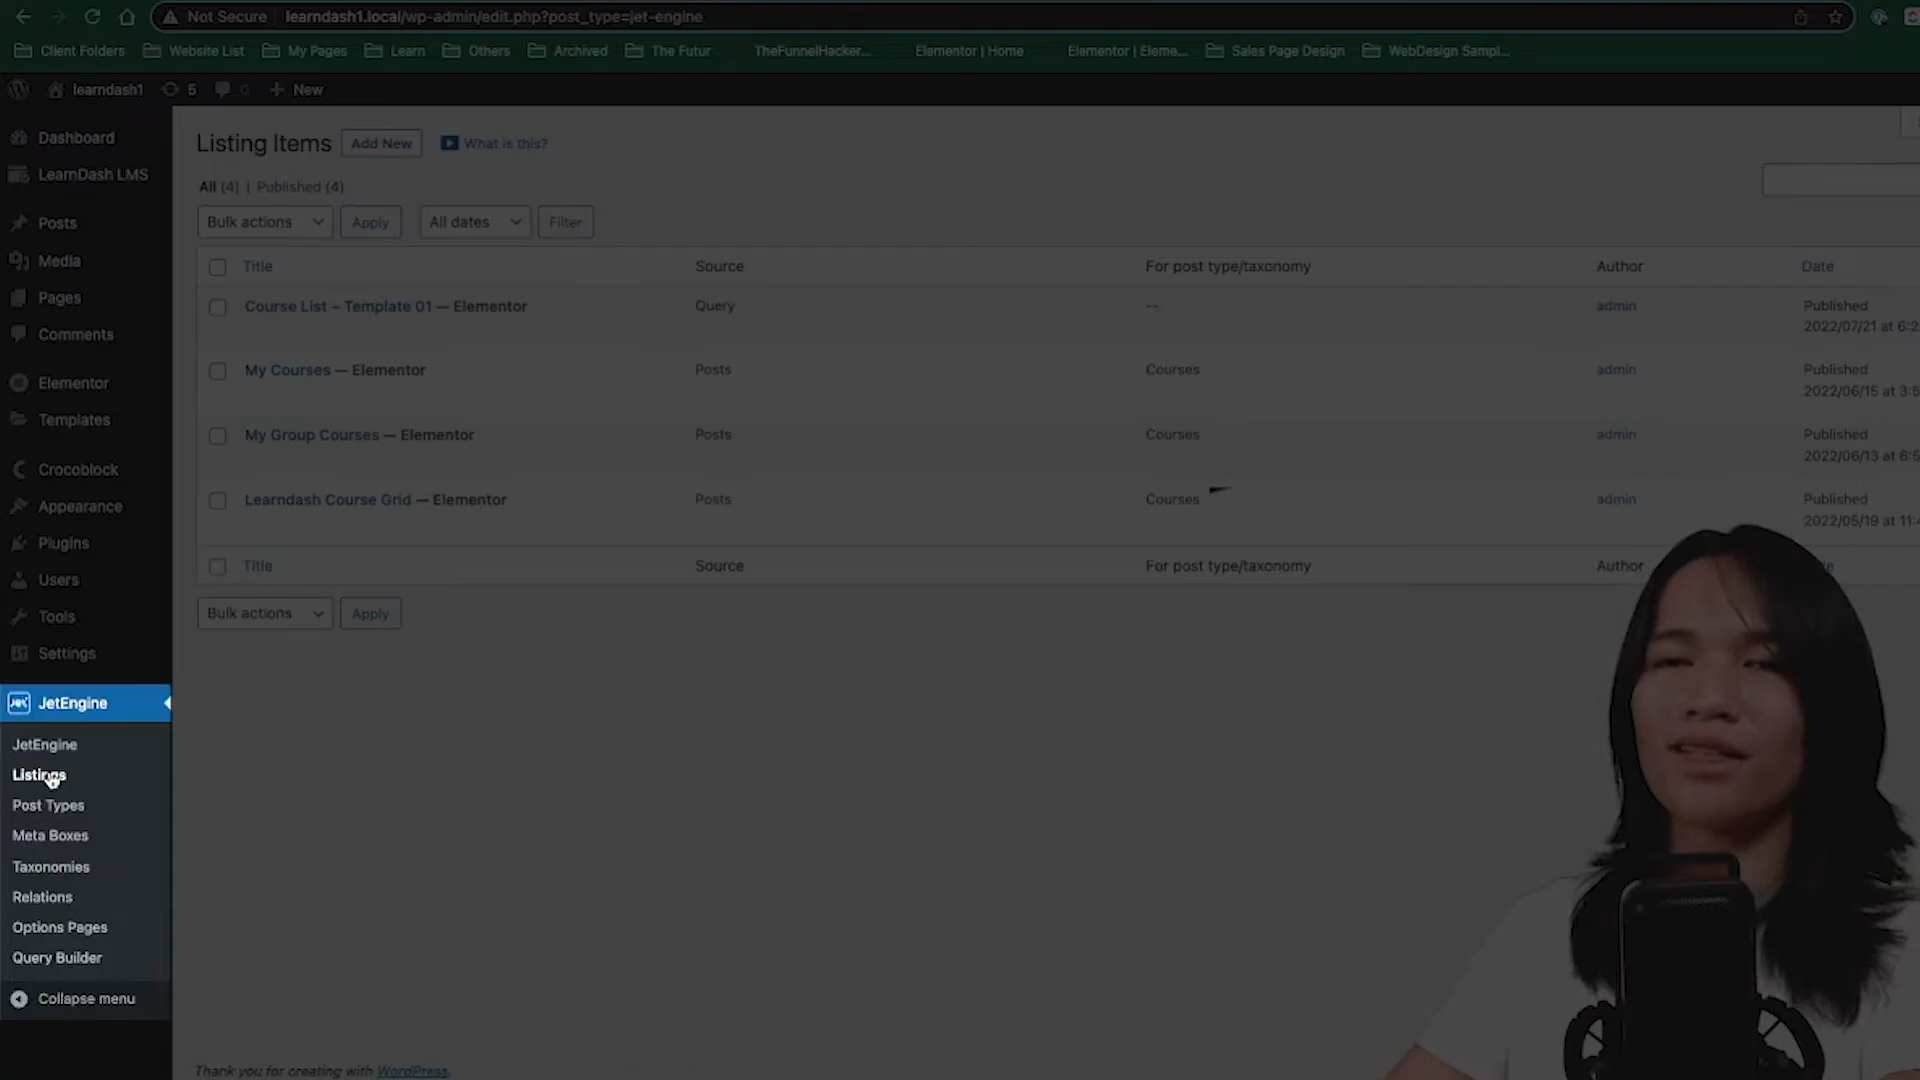 Not Secure learndash1.local/wp-admin/edit.php?post_type=jet-engine
Client Folders Website List My Pages Learn Others Archived The Futur TheFunnelHacker... Elementor | Home Elementor | Eleme... Sales Page Design WebDesign Sampl...
learndash1 5 0 New
Dashboard
LearnDash LMS
Posts
Media
Pages
Comments
Elementor
Templates
Crocoblock
Appearance
Plugins
Users
Tools
Settings
JetEngine
JetEngine
Listings
Post Types
Meta Boxes
Taxonomies
Relations
Options Pages
Query Builder
Collapse menu
Listing Items Add New What is this?
All (4) | Published (4)
Bulk actions Apply All dates Filter
Title Source For post type/taxonomy Author Date
Course List – Template 01 — Elementor Query -- admin Published
2022/07/21 at 6:2
My Courses — Elementor Posts Courses admin Published
2022/06/15 at 3:5
My Group Courses — Elementor Posts Courses admin Published
2022/06/13 at 6:5
Learndash Course Grid — Elementor Posts Courses admin Published
2022/05/19 at 11:4
Title Source For post type/taxonomy Author
Bulk actions Apply
Thank you for creating with WordPress.